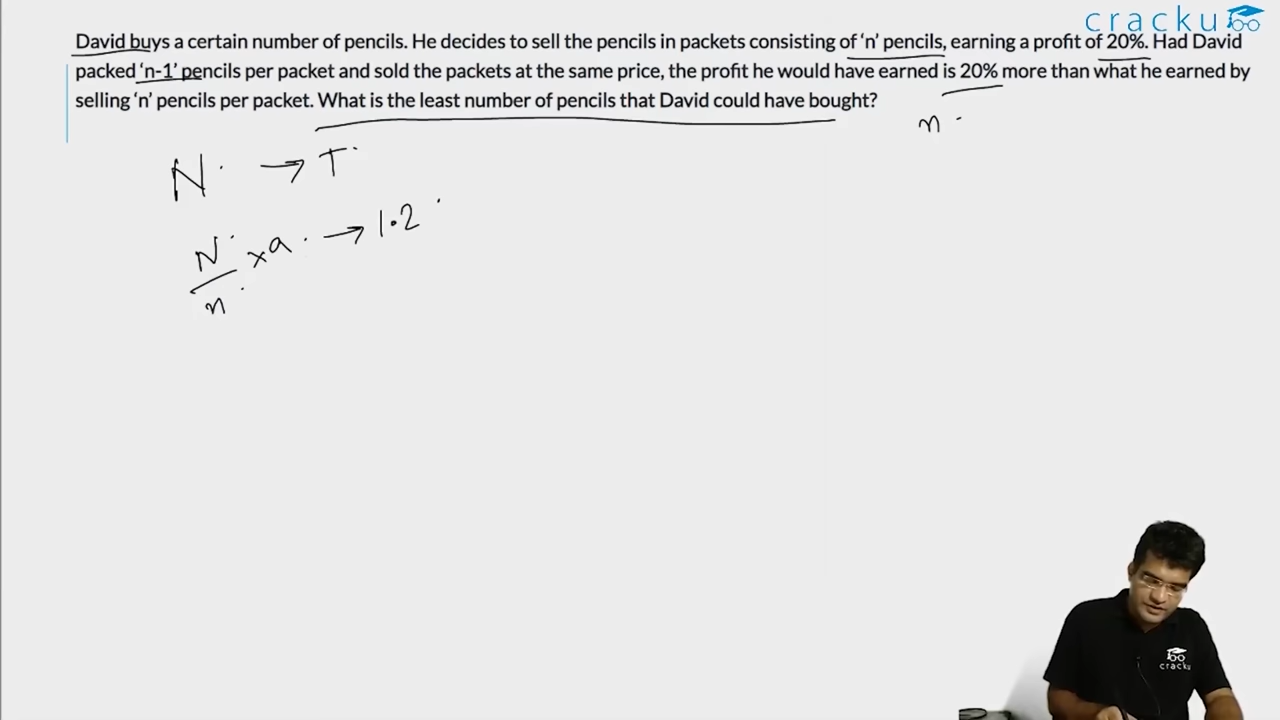 cracku
David buys a certain number of pencils. He decides to sell the pencils in packets consisting of 'n' pencils, earning a profit of 20%. Had David
packed 'n-1' pencils per packet and sold the packets at the same price, the profit he would have earned is 20% more than what he earned by
selling 'n' pencils per packet. What is the least number of pencils that David could have bought?
n
N → T
N/n × a → 1.2
cracku